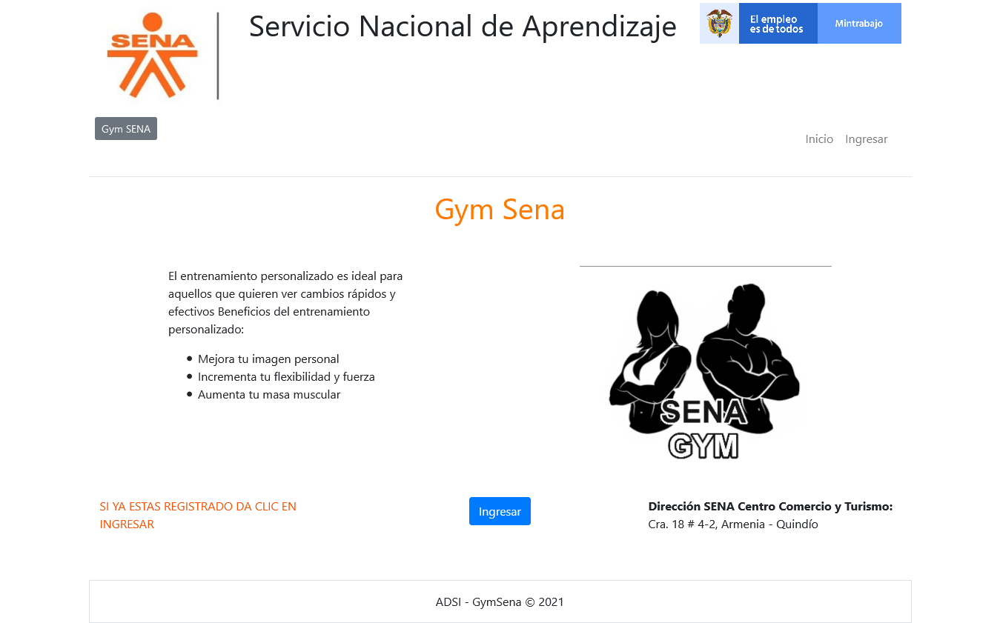 SENA
Servicio Nacional de Aprendizaje
El empleo
es de todos
Mintrabajo
Gym SENA
Inicio
Ingresar
Gym Sena
El entrenamiento personalizado es ideal para
aquellos que quieren ver cambios rápidos y
efectivos Beneficios del entrenamiento
personalizado:
Mejora tu imagen personal
Incrementa tu flexibilidad y fuerza
Aumenta tu masa muscular
SENA
GYM
SI YA ESTAS REGISTRADO DA CLIC EN
INGRESAR
Ingresar
Dirección SENA Centro Comercio y Turismo:
Cra. 18 # 4-2, Armenia - Quindío
ADSI - GymSena © 2021